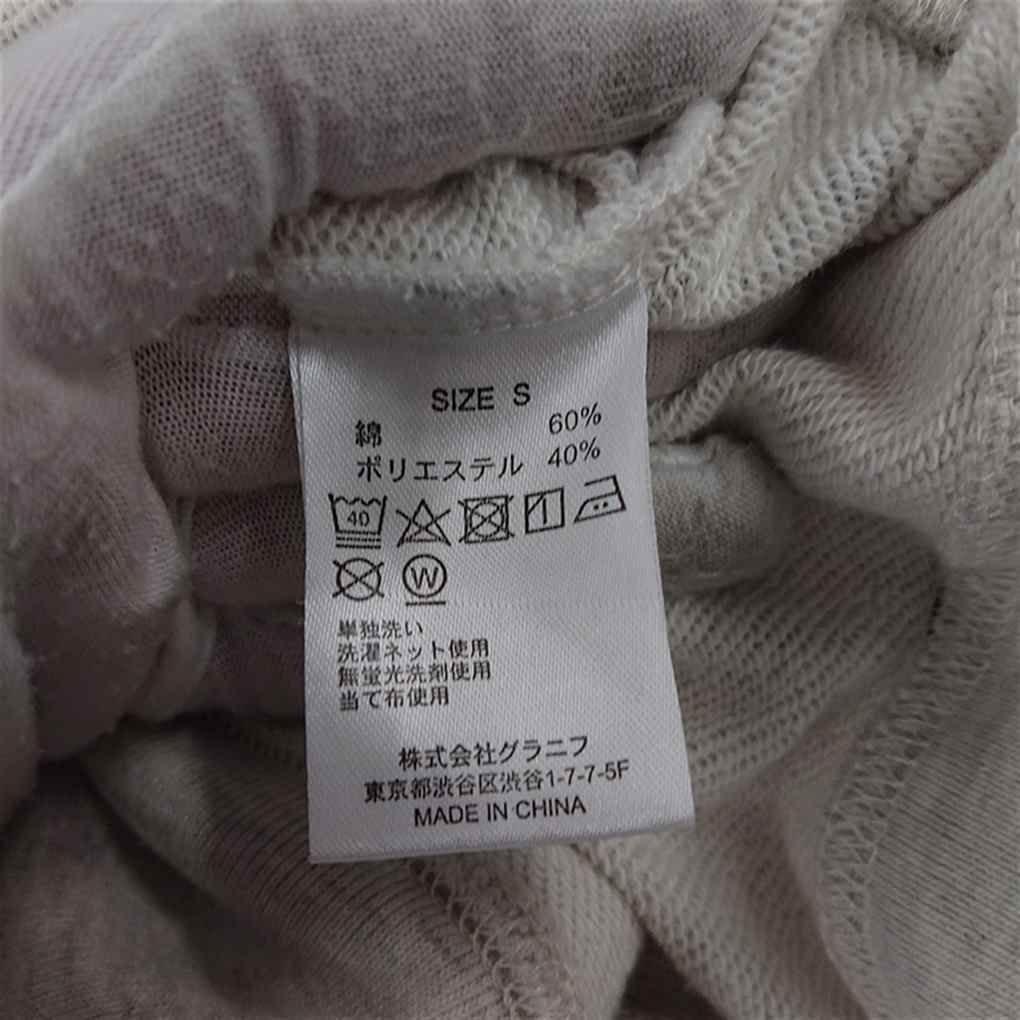 SIZE S
綿 60%
ポリエステル 40%
40
W
単独洗い
洗濯ネット使用
無蛍光洗剤使用
当て布使用
株式会社グラニフ
東京都渋谷区渋谷1-7-7-5F
MADE IN CHINA